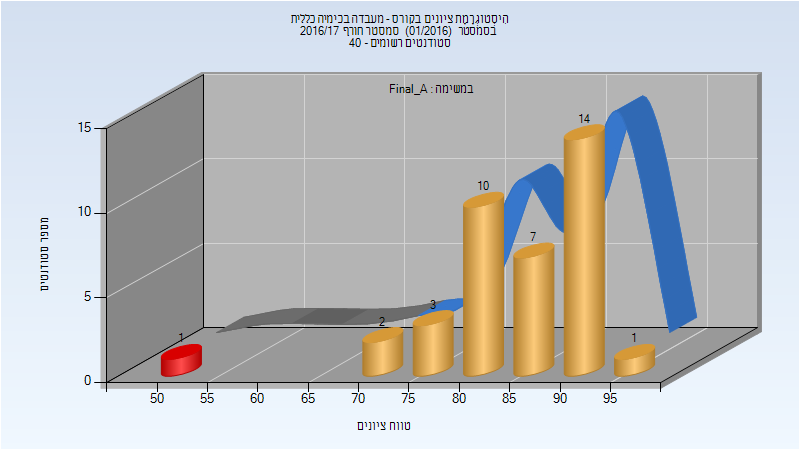 היסטוגרמת ציונים בקורס - מעבדה בכימיה כללית
בסמסטר (01/2016) סמסטר חורף 2016/17
סטודנטים רשומים - 40
במשימה : Final_A
מספר סטודנטים
15
10
5
0
1
2
3
10
7
14
1
50 55 60 65 70 75 80 85 90 95
טווח ציונים